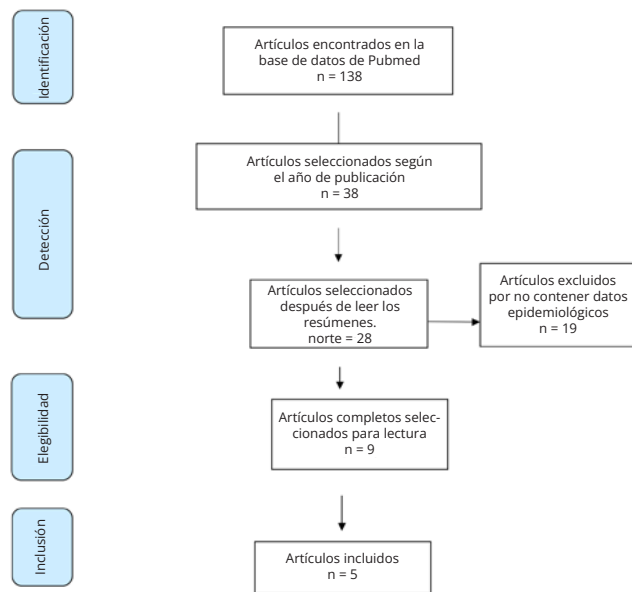 Identificación
Artículos encontrados en la
base de datos de Pubmed
n = 138
Detección
Artículos seleccionados según
el año de publicación
n = 38
Artículos seleccionados
después de leer los
resúmenes.
norte = 28
Artículos excluidos
por no contener datos
epidemiológicos
n = 19
Elegibilidad
Artículos completos selec-
ccionados para lectura
n = 9
Inclusión
Artículos incluidos
n = 5